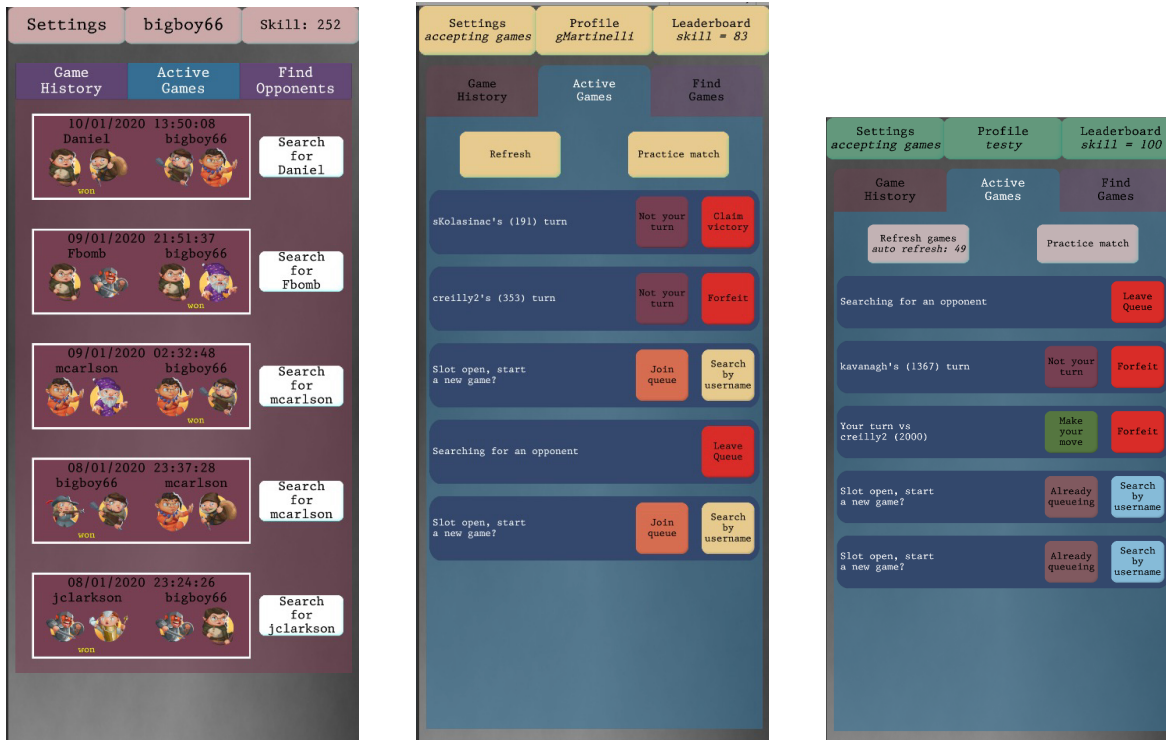 Settings
bigboy66
Skill: 252
Game
History
Active
Games
Find
Opponents
10/01/2020 13:50:08
Daniel bigboy66
won
Search
for
Daniel
09/01/2020 21:51:37
Fbomb bigboy66
won
Search
for
Fbomb
09/01/2020 02:32:48
mcarlson bigboy66
won
Search
for
mcarlson
08/01/2020 23:37:28
bigboy66 mcarlson
won
Search
for
mcarlson
08/01/2020 23:24:26
jclarkson bigboy66
won
Search
for
jclarkson
Settings
accepting games
Profile
gMartinelli
Leaderboard
skill = 83
Game
History
Active
Games
Find
Games
Refresh
Practice match
sKolasinac's (191) turn
Not your
turn
Claim
victory
creilly2's (353) turn
Not your
turn
Forfeit
Slot open, start
a new game?
Join
queue
Search
by
username
Searching for an opponent
Leave
Queue
Slot open, start
a new game?
Join
queue
Search
by
username
Settings
accepting games
Profile
testy
Leaderboard
skill = 100
Game
History
Active
Games
Find
Games
Refresh games
auto refresh: 49
Practice match
Searching for an opponent
Leave
Queue
kavanagh's (1367) turn
Not your
turn
Forfeit
Your turn vs
creilly2 (2000)
Make
your
move
Forfeit
Slot open, start
a new game?
Already
queueing
Search
by
username
Slot open, start
a new game?
Already
queueing
Search
by
username